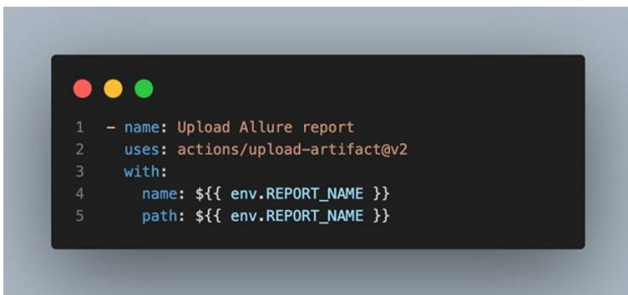 1 - name: Upload Allure report
2 uses: actions/upload-artifact@v2
3 with:
4 name: ${{ env.REPORT_NAME }}
5 path: ${{ env.REPORT_NAME }}